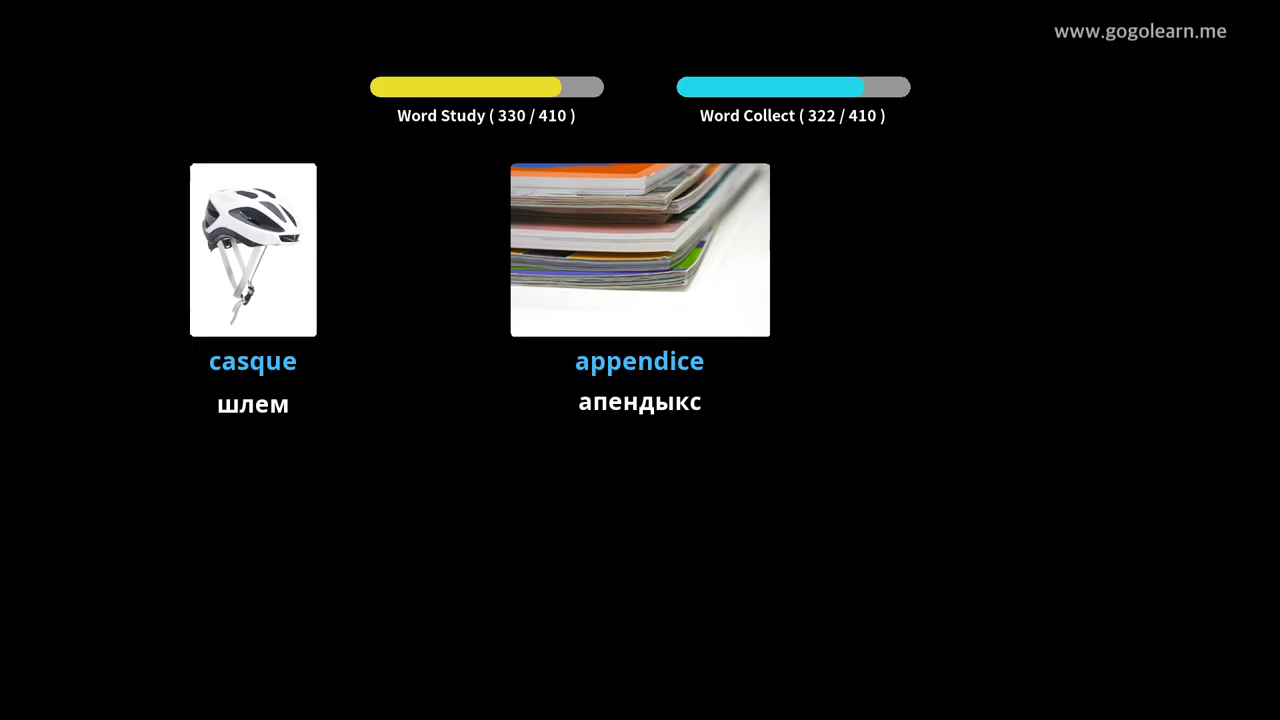 www.gogolearn.me
Word Study ( 330 / 410 )
Word Collect ( 322 / 410 )
casque
appendice
шлем
апендыкс